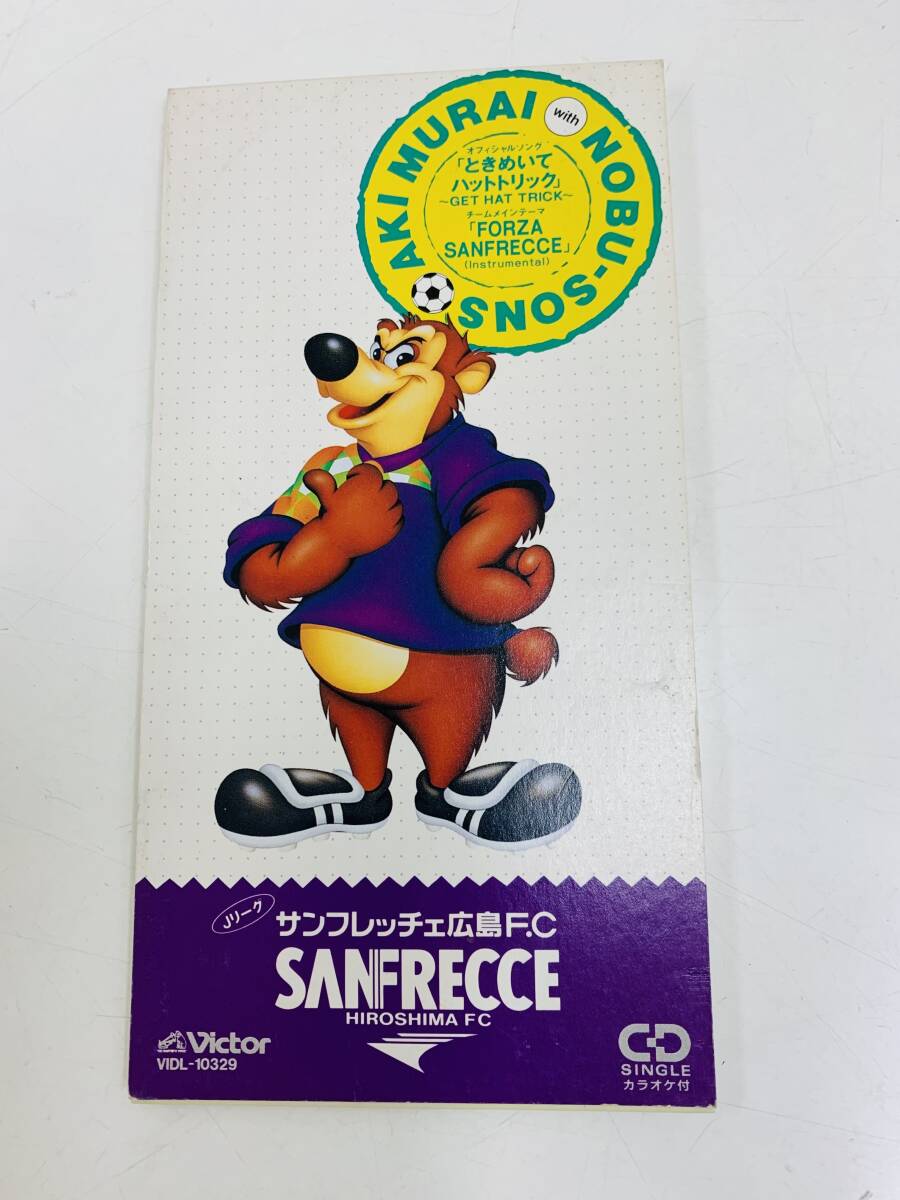 AKI MURAI with NOBU-SONS
オフィシャルソング
「ときめいて
ハットトリック」
～GET HAT TRICK～
チームメインテーマ
「FORZA
SANFRECCE」
(Instrumental)
Jリーグ
サンフレッチェ広島F.C
SANFRECCE
HIROSHIMA FC
Victor
VIDL-10329
CD
SINGLE
カラオケ付